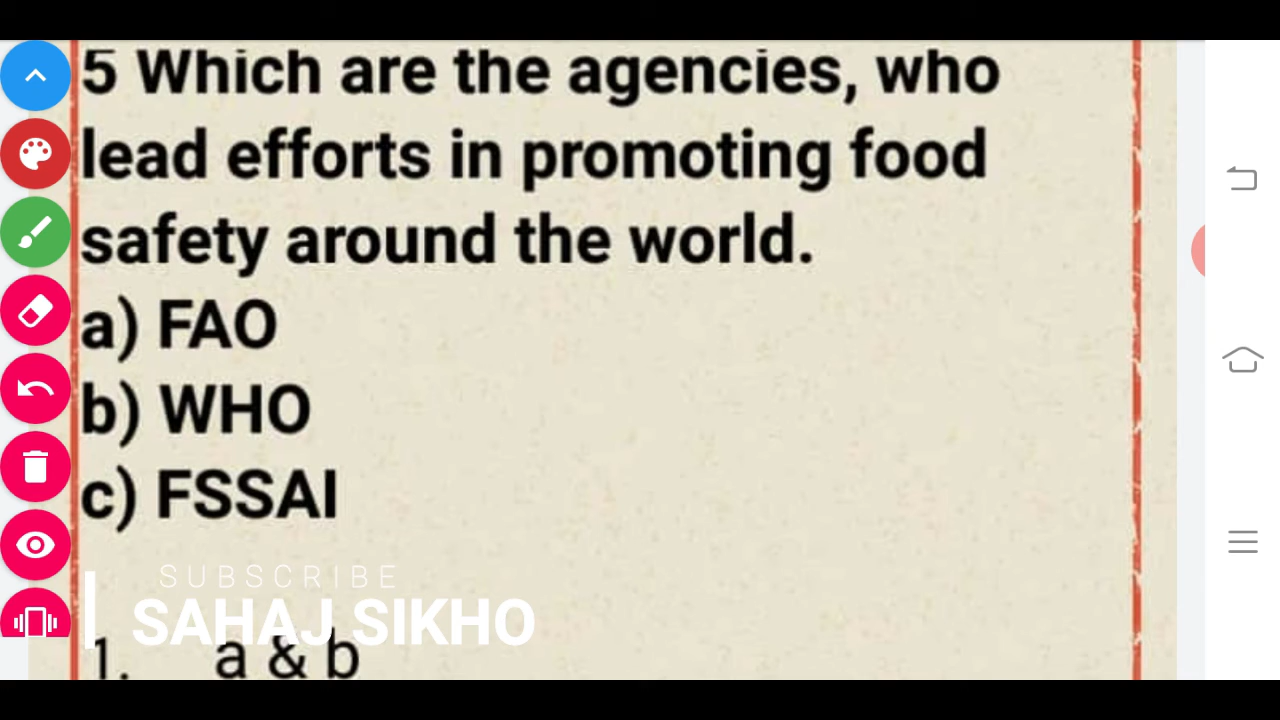 5 Which are the agencies, who
lead efforts in promoting food
safety around the world.
a) FAO
b) WHO
c) FSSAI
SUBSCRIBE
SAHAJ SIKHO
1. a & b